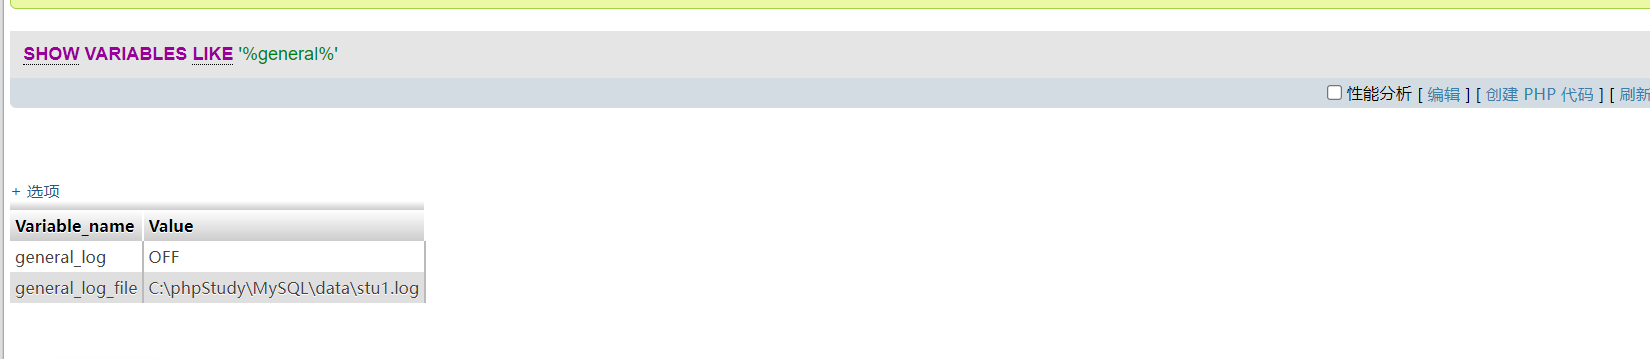 SHOW VARIABLES LIKE '%general%'
性能分析 [ 编辑 ] [ 创建 PHP 代码 ] [ 刷新
+ 选项
Variable_name Value
general_log OFF
general_log_file C:\phpStudy\MySQL\data\stu1.log